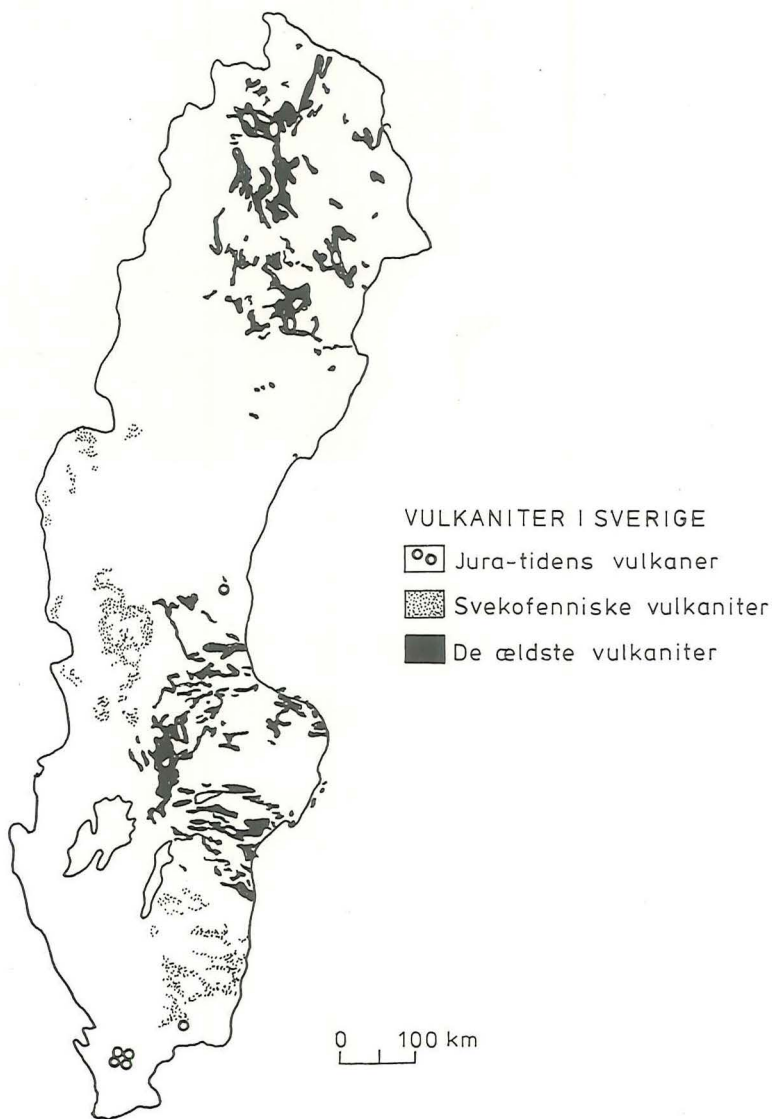 VULKANITER I SVERIGE
Jura-tidens vulkaner
Svekofenniske vulkaniter
De ældste vulkaniter
0 100 km